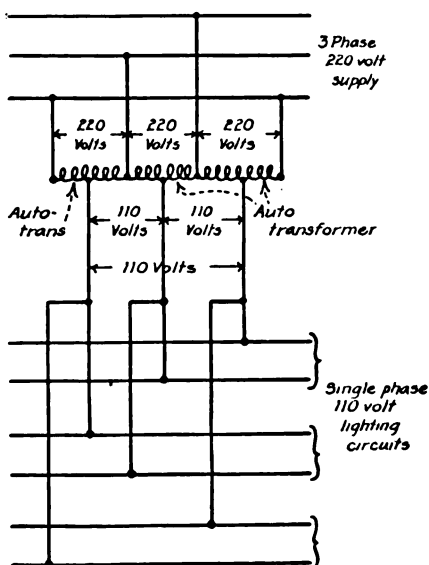 3 Phase
220 volt
supply
220
Volts
220
Volts
220
Volts
Auto-
trans
110
Volts
110
Volts
Auto
transformer
110 Volts
Single phase
110 volt
lighting
circuits